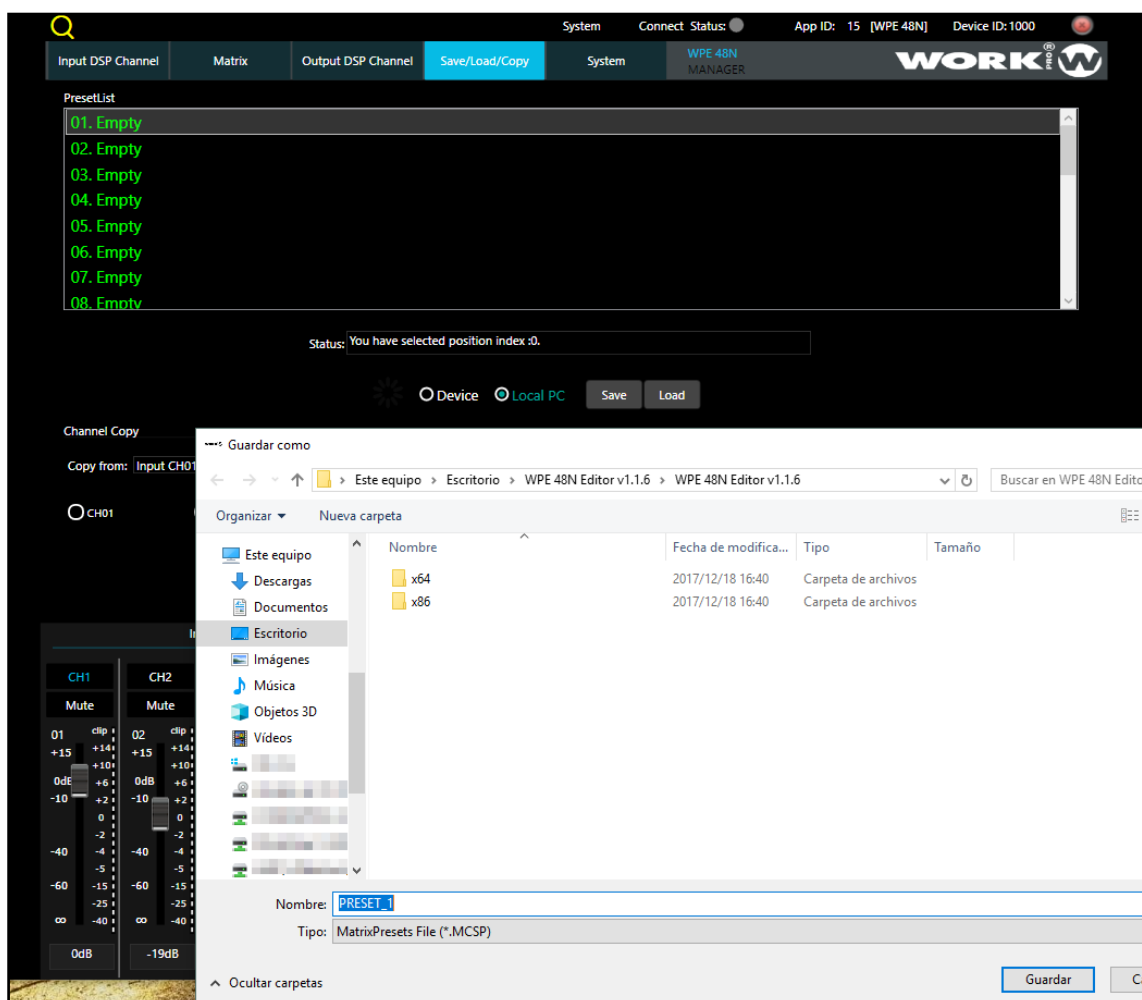 System Connect Status: App ID: 15 [WPE 48N] Device ID:1000
Input DSP Channel Matrix Output DSP Channel Save/Load/Copy System WPE 48N
MANAGER
WORK PRO ® W
PresetList
01. Empty
02. Empty
03. Empty
04. Empty
05. Empty
06. Empty
07. Empty
08. Empty
Status: You have selected position index :0.
Device Local PC Save Load
Channel Copy
Copy from: Input CH01
CH01
Guardar como
Este equipo > Escritorio > WPE 48N Editor v1.1.6 > WPE 48N Editor v1.1.6
Buscar en WPE 48N Edito
Organizar Nueva carpeta
Nombre Fecha de modifica... Tipo Tamaño
x64 2017/12/18 16:40 Carpeta de archivos
x86 2017/12/18 16:40 Carpeta de archivos
Este equipo
Descargas
Documentos
Escritorio
Imágenes
Música
Objetos 3D
Vídeos
Nombre: PRESET_1
Tipo: MatrixPresets File (*.MCSP)
Ocultar carpetas Guardar C
CH1 CH2
Mute Mute
01 clip 02 clip
+15 +14 +15 +14
+10 +10
0dB +6 0dB +6
-10 +2 -10 +2
0 0
-2 -2
-40 -4 -40 -4
-5 -5
-60 -15 -60 -15
-25 -25
∞ -40 ∞ -40
0dB -19dB